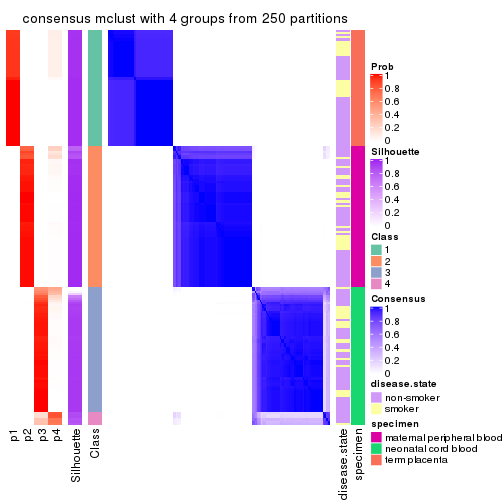 consensus mclust with 4 groups from 250 partitions
Prob
1
0.8
0.6
0.4
0.2
0
Silhouette
1
0.8
0.6
0.4
0.2
0
Class
1
2
3
4
Consensus
1
0.8
0.6
0.4
0.2
0
disease.state
non-smoker
smoker
specimen
maternal peripheral blood
neonatal cord blood
term placenta
p1
p2
p3
p4
Silhouette
Class
disease.state
specimen